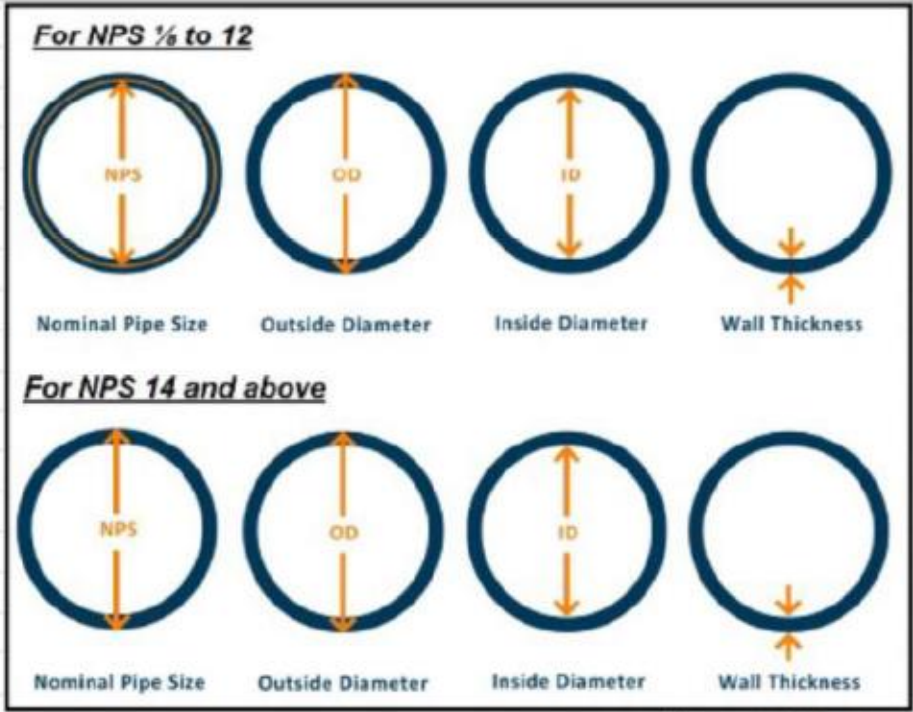 For NPS ⅛ to 12
NPS OD ID
Nominal Pipe Size Outside Diameter Inside Diameter Wall Thickness
For NPS 14 and above
NPS OD ID
Nominal Pipe Size Outside Diameter Inside Diameter Wall Thickness